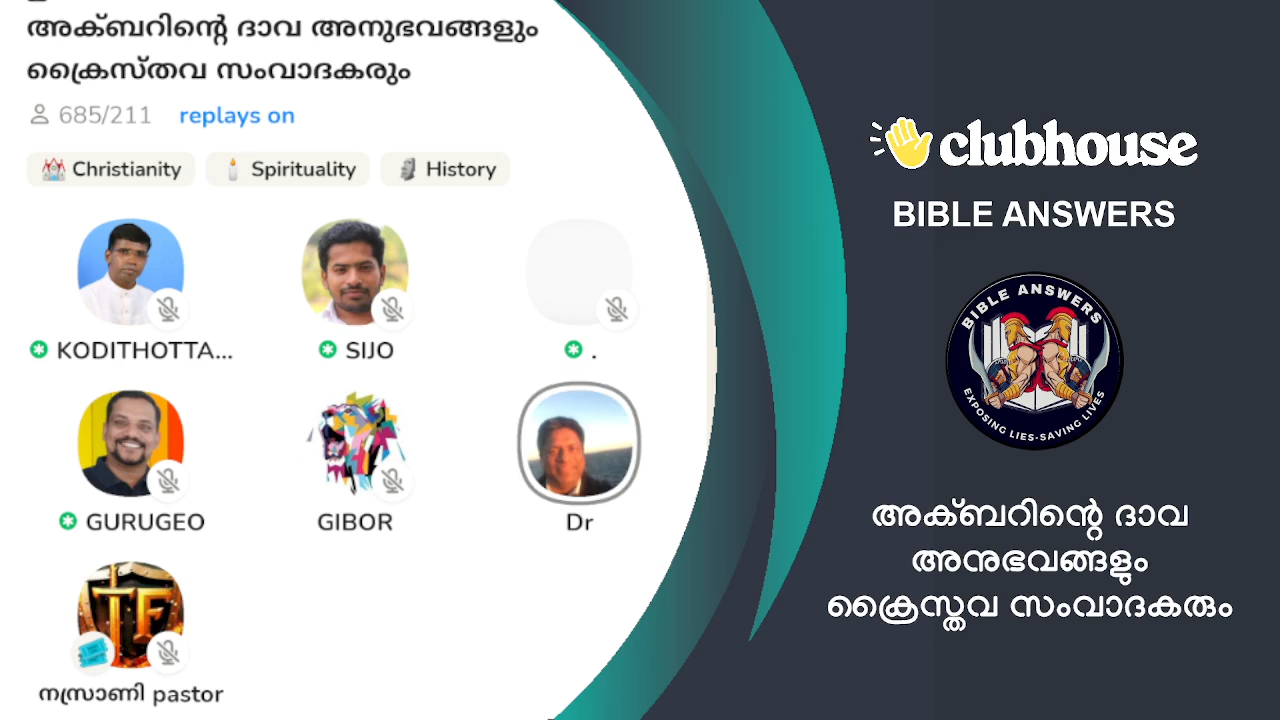 അക്ബറിന്റെ ദാവ അനുഭവങ്ങളും
ക്രൈസ്തവ സംവാദകരും
685/211 replays on
Christianity Spirituality History
KODITHOTTA... SIJO .
GURUGEO GIBOR Dr
TF
നസ്രാണി pastor
clubhouse
BIBLE ANSWERS
BIBLE ANSWERS
EXPOSING LIES-SAVING LIVES
അക്ബറിന്റെ ദാവ
അനുഭവങ്ങളും
ക്രൈസ്തവ സംവാദകരും